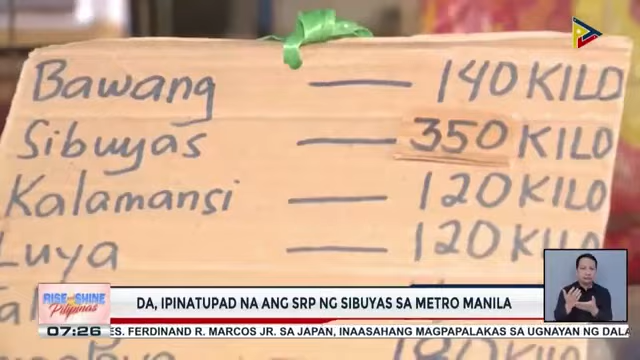 Bawang — 140 KILO
Sibuyas — 350 KILO
Kalamansi — 120 KILO
Luya — 120 KILO
180 KILO
RISE AND SHINE
Pilipinas
DA, IPINATUPAD NA ANG SRP NG SIBUYAS SA METRO MANILA
07:26
ES. FERDINAND R. MARCOS JR. SA JAPAN, INAASAHANG MAGPAPALAKAS SA UGNAYAN NG DALA